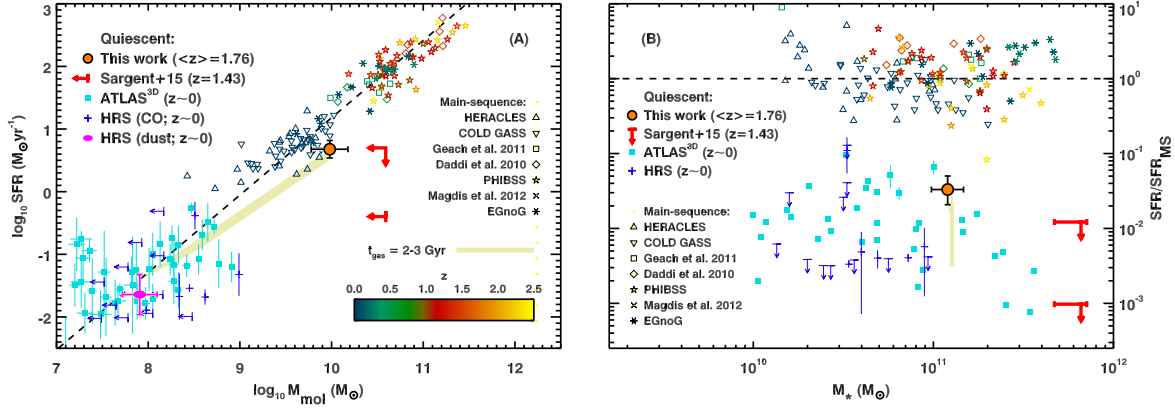 (A)
Quiescent:
This work (<z>=1.76)
Sargent+15 (z=1.43)
ATLAS³ᴰ (z~0)
HRS (CO; z~0)
HRS (dust; z~0)
Main-sequence:
HERACLES
COLD GASS
Geach et al. 2011
Daddi et al. 2010
PHIBSS
Magdis et al. 2012
EGnoG
t_gas = 2-3 Gyr
z
0.0 0.5 1.0 1.5 2.0 2.5
log₁₀ SFR (M⊙yr⁻¹)
3
2
1
0
-1
-2
7 8 9 10 11 12
log₁₀ M_mol (M⊙)
(B)
Quiescent:
This work (<z>=1.76)
Sargent+15 (z=1.43)
ATLAS³ᴰ (z~0)
HRS (z~0)
Main-sequence:
HERACLES
COLD GASS
Geach et al. 2011
Daddi et al. 2010
PHIBSS
Magdis et al. 2012
EGnoG
10¹
10⁰
10⁻¹
10⁻²
10⁻³
SFR/SFR_MS
10¹⁰ 10¹¹ 10¹²
M_* (M⊙)